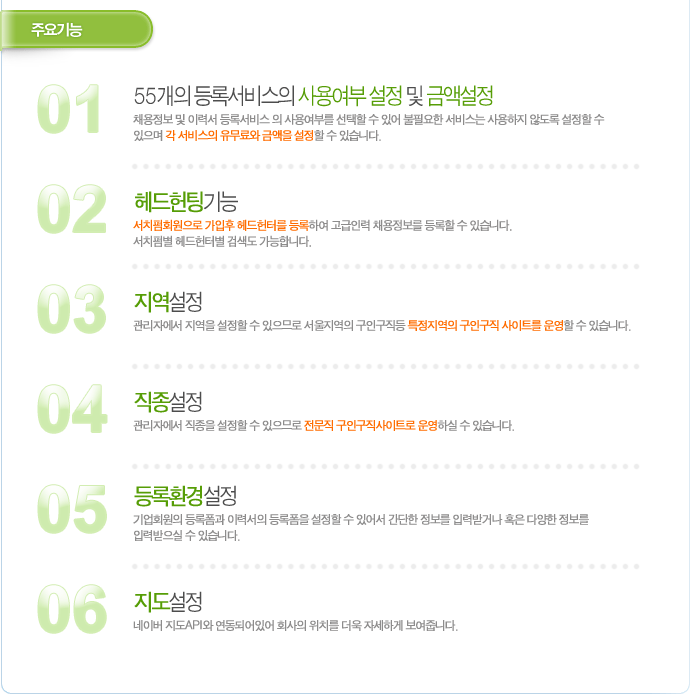 주요기능
01
55개의 등록서비스의 사용여부 설정 및 금액설정
채용정보 및 이력서 등록서비스 의 사용여부를 선택할 수 있어 불필요한 서비스는 사용하지 않도록 설정할 수
있으며 각 서비스의 유무료와 금액을 설정할 수 있습니다.
02
헤드헌팅기능
서치펌회원으로 가입후 헤드헌터를 등록하여 고급인력 채용정보를 등록할 수 있습니다.
서치펌별 헤드헌터별 검색도 가능합니다.
03
지역설정
관리자에서 지역을 설정할 수 있으므로 서울지역의 구인구직등 특정지역의 구인구직 사이트를 운영할 수 있습니다.
04
직종설정
관리자에서 직종을 설정할 수 있으므로 전문직 구인구직사이트로 운영하실 수 있습니다.
05
등록환경설정
기업회원의 등록폼과 이력서의 등록폼을 설정할 수 있어서 간단한 정보를 입력받거나 혹은 다양한 정보를
입력받으실 수 있습니다.
06
지도설정
네이버 지도API와 연동되어있어 회사의 위치를 더욱 자세하게 보여줍니다.